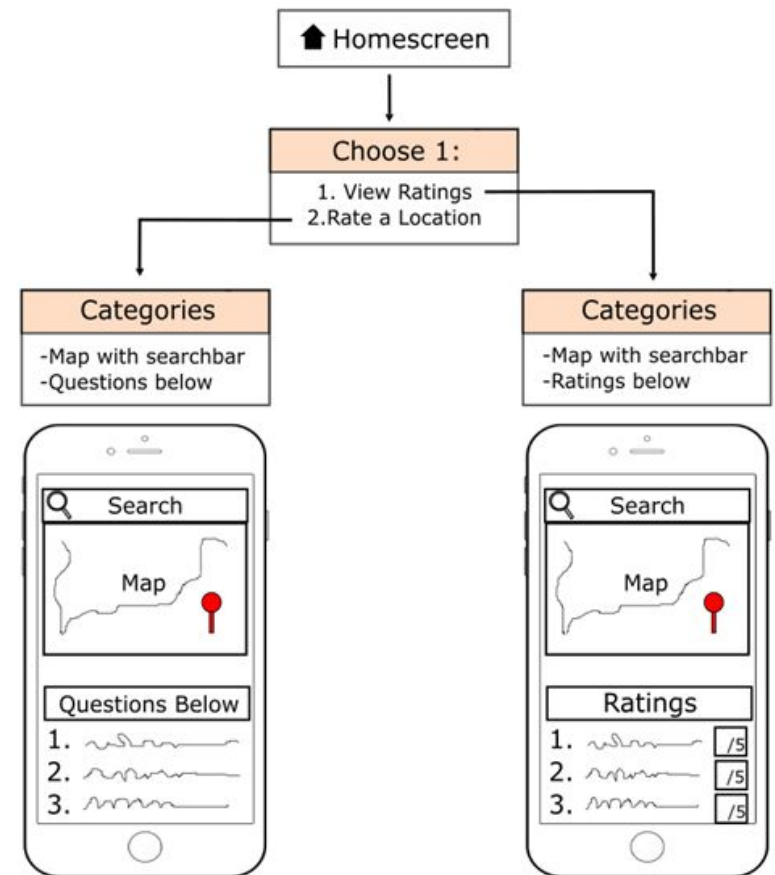 Homescreen
Choose 1:
1. View Ratings
2.Rate a Location
Categories
-Map with searchbar
-Questions below
Categories
-Map with searchbar
-Ratings below
Search
Map
Questions Below
1.
2.
3.
Search
Map
Ratings
1. /5
2. /5
3. /5